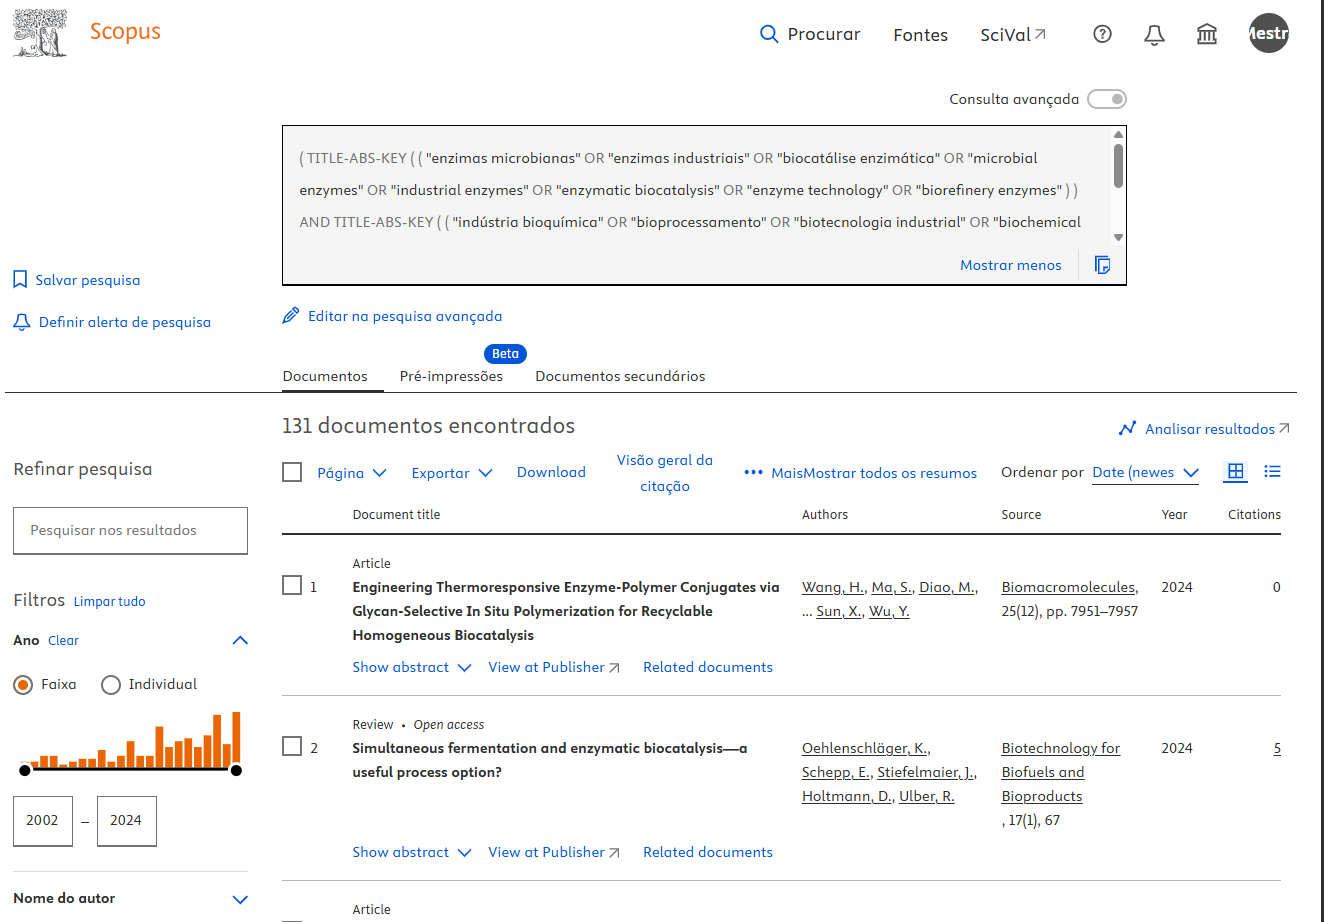 Scopus
Procurar
Fontes
SciVal
Mestr
Consulta avançada
( TITLE-ABS-KEY ( ( "enzimas microbianas" OR "enzimas industriais" OR "biocatálise enzimática" OR "microbial
enzymes" OR "industrial enzymes" OR "enzymatic biocatalysis" OR "enzyme technology" OR "biorefinery enzymes" ) )
AND TITLE-ABS-KEY ( ( "indústria bioquímica" OR "bioprocessamento" OR "biotecnologia industrial" OR "biochemical
Mostrar menos
Salvar pesquisa
Definir alerta de pesquisa
Editar na pesquisa avançada
Beta
Documentos
Pré-impressões
Documentos secundários
131 documentos encontrados
Analisar resultados
Refinar pesquisa
Pesquisar nos resultados
Filtros Limpar tudo
Ano Clear
Faixa
Individual
2002 – 2024
Nome do autor
Página
Exportar
Download
Visão geral da
citação
••• MaisMostrar todos os resumos
Ordenar por Date (newes
Document title
Authors
Source
Year
Citations
Article
1
Engineering Thermoresponsive Enzyme-Polymer Conjugates via
Glycan-Selective In Situ Polymerization for Recyclable
Homogeneous Biocatalysis
Wang, H., Ma, S., Diao, M.,
... Sun, X., Wu, Y.
Biomacromolecules,
25(12), pp. 7951–7957
2024
0
Show abstract
View at Publisher
Related documents
Review • Open access
2
Simultaneous fermentation and enzymatic biocatalysis—a
useful process option?
Oehlenschläger, K.,
Schepp, E., Stiefelmaier, J.,
Holtmann, D., Ulber, R.
Biotechnology for
Biofuels and
Bioproducts
, 17(1), 67
2024
5
Show abstract
View at Publisher
Related documents
Article